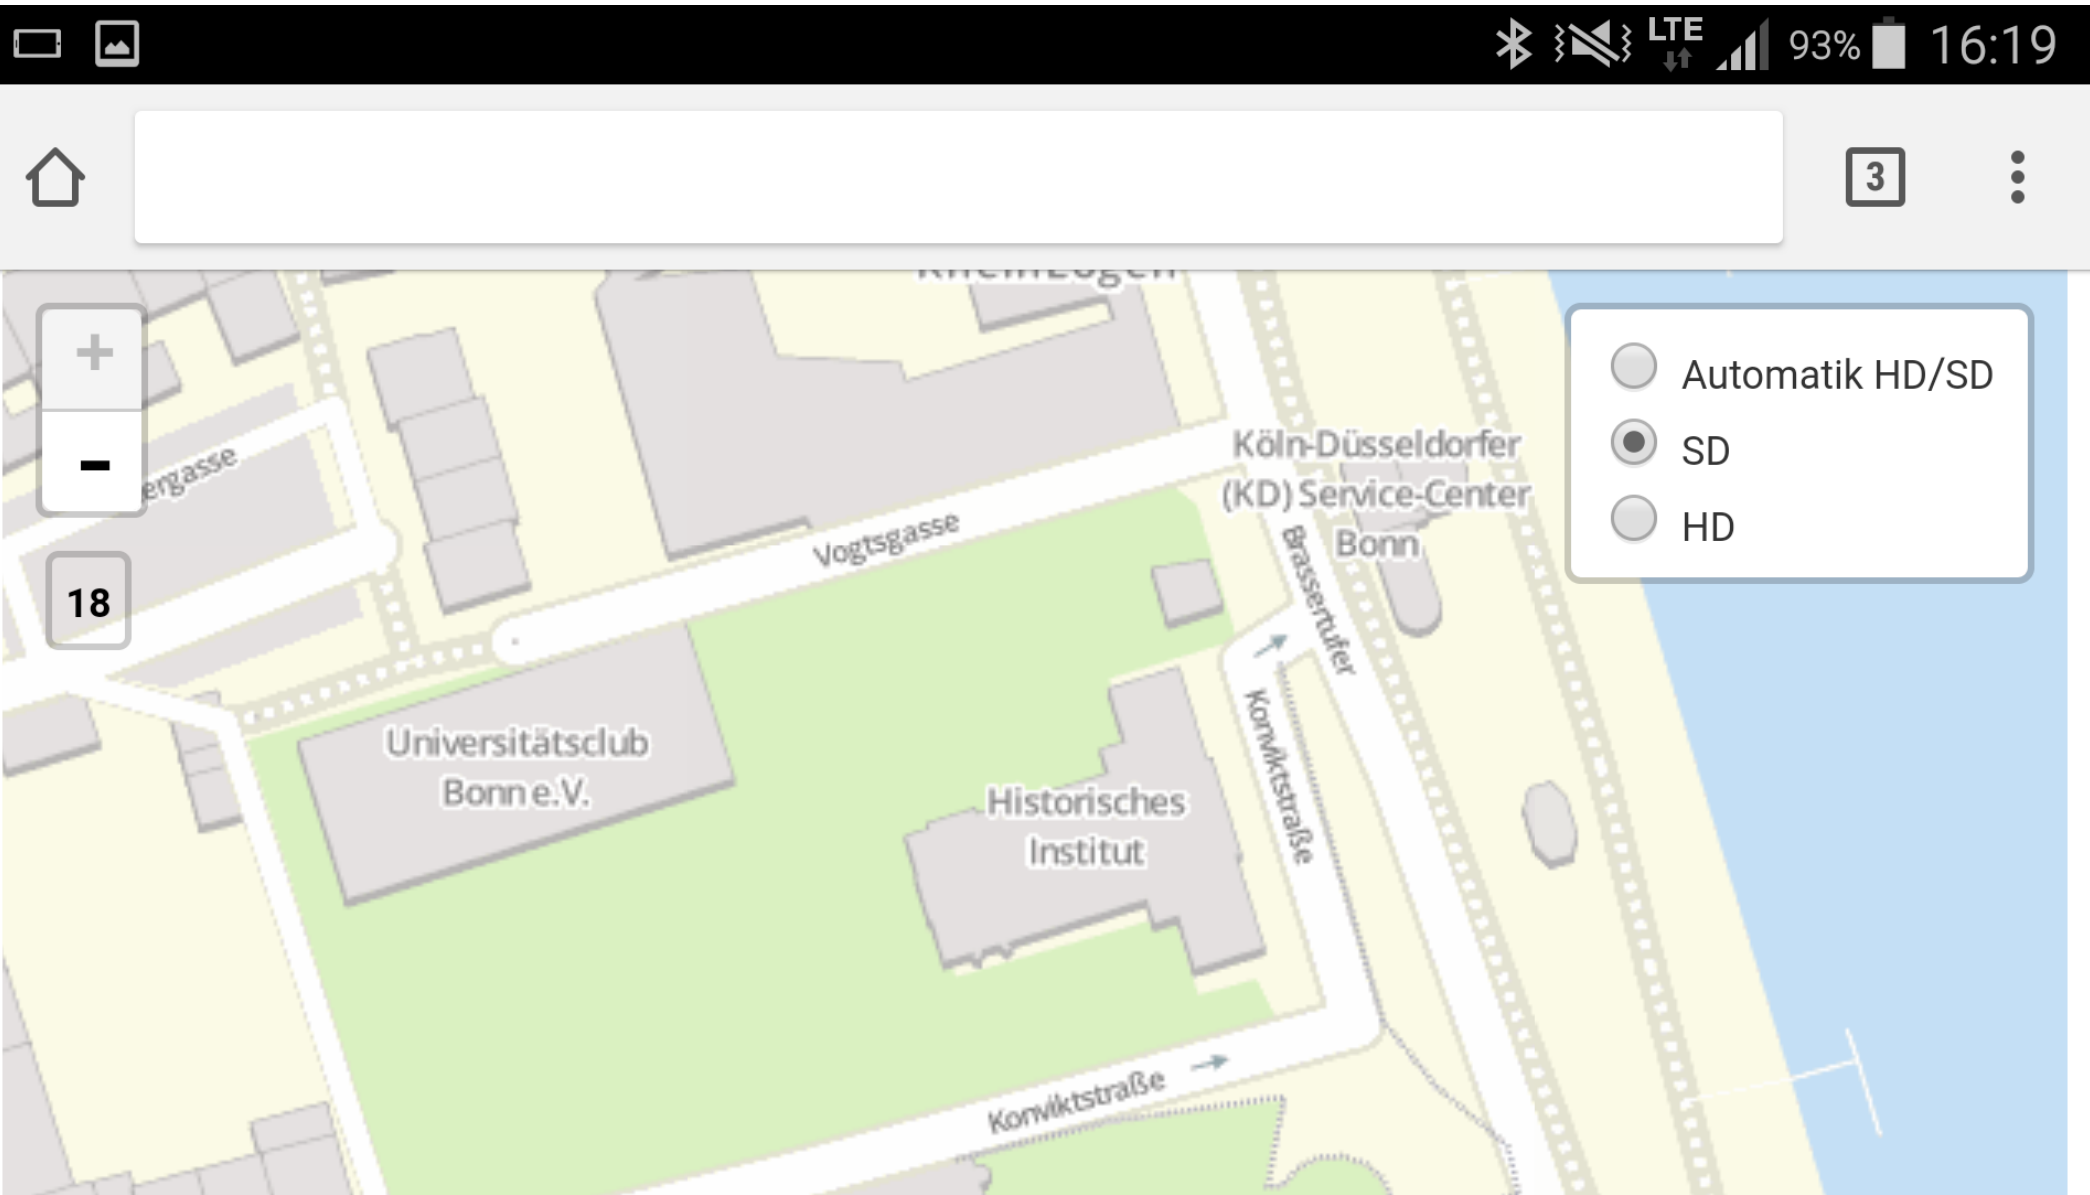 LTE
93%
16:19
3
+
Automatik HD/SD
SD
HD
-
18
ergasse
Vogtsgasse
Köln-Düsseldorfer
(KD) Service-Center
Bonn
Brassertufer
Universitätsclub
Bonn e.V.
Historisches
Institut
Konviktstraße
Konviktstraße